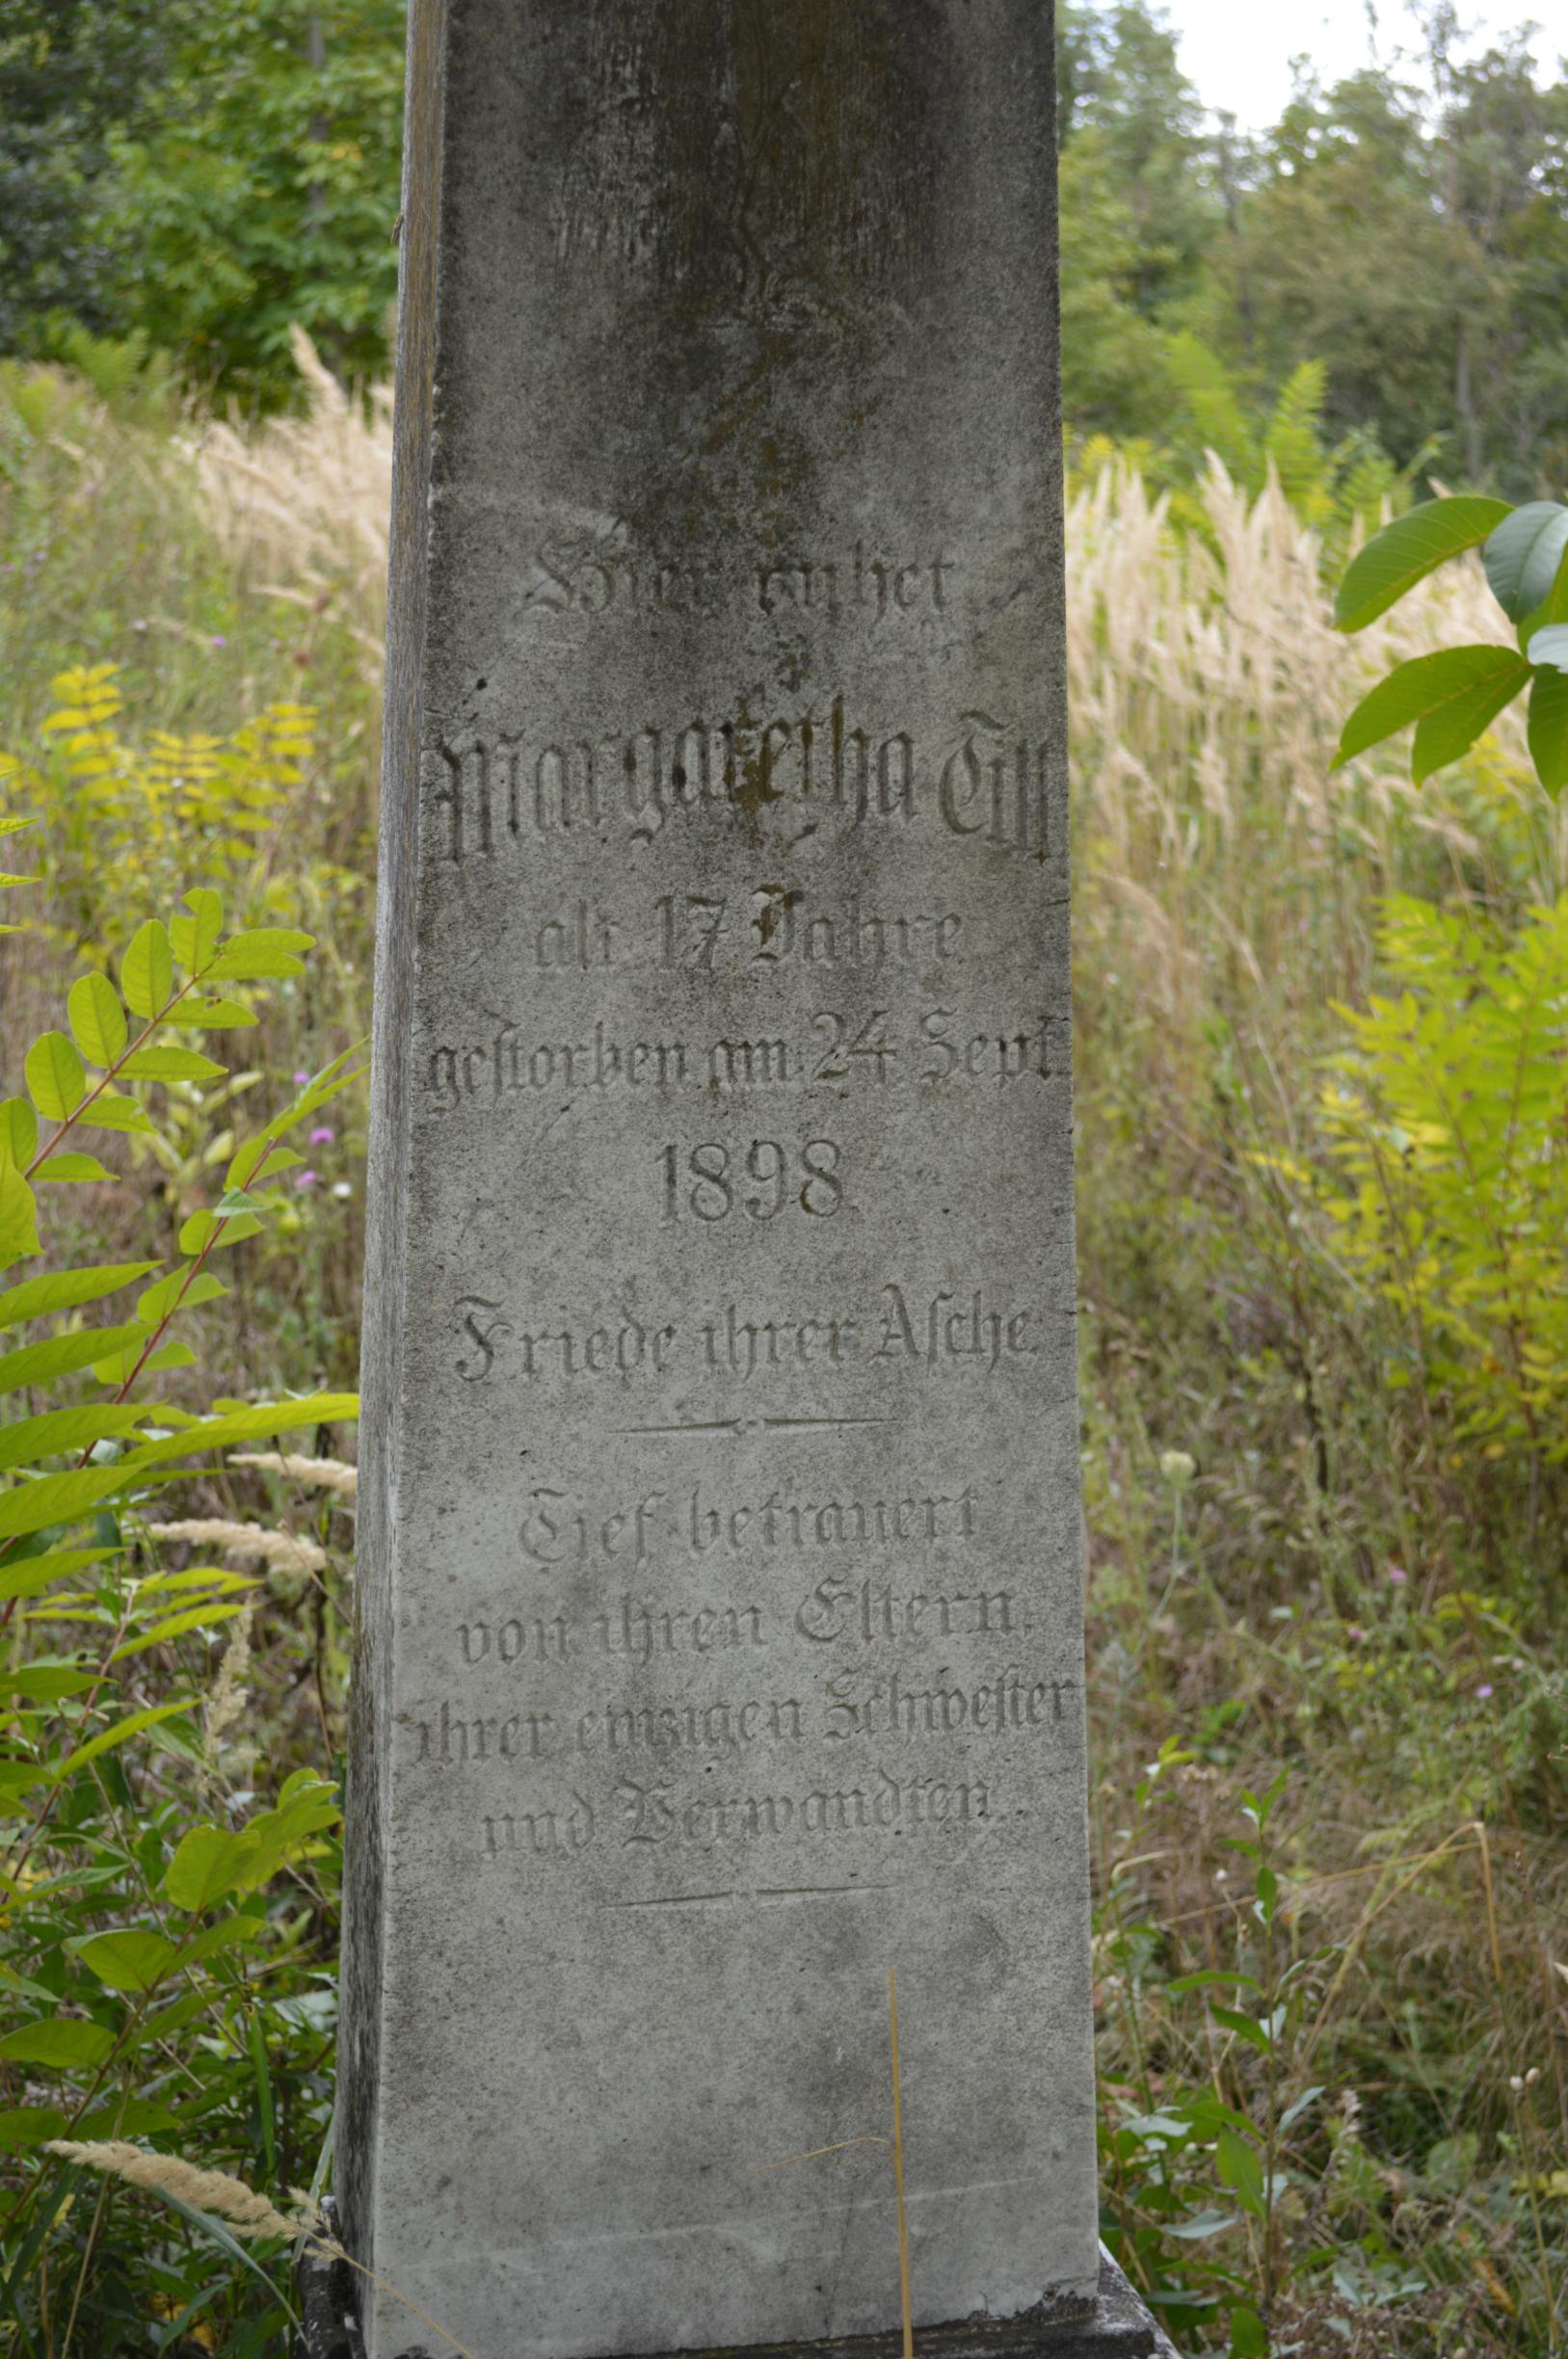 Hier ruhet
Margaretha Till
alt 17 Jahre
gestorben am 24 Sept.
1898
Friede ihrer Asche.
Tief betrauert
von ihren Eltern,
ihrer einzigen Schwester
und Verwandten.